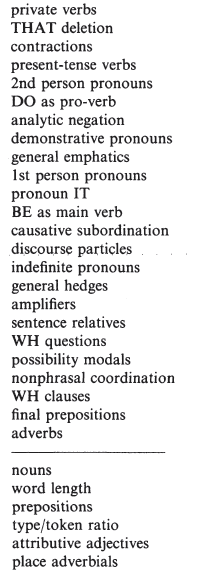 private verbs
THAT deletion
contractions
present-tense verbs
2nd person pronouns
DO as pro-verb
analytic negation
demonstrative pronouns
general emphatics
1st person pronouns
pronoun IT
BE as main verb
causative subordination
discourse particles
indefinite pronouns
general hedges
amplifiers
sentence relatives
WH questions
possibility modals
nonphrasal coordination
WH clauses
final prepositions
adverbs
nouns
word length
prepositions
type/token ratio
attributive adjectives
place adverbials